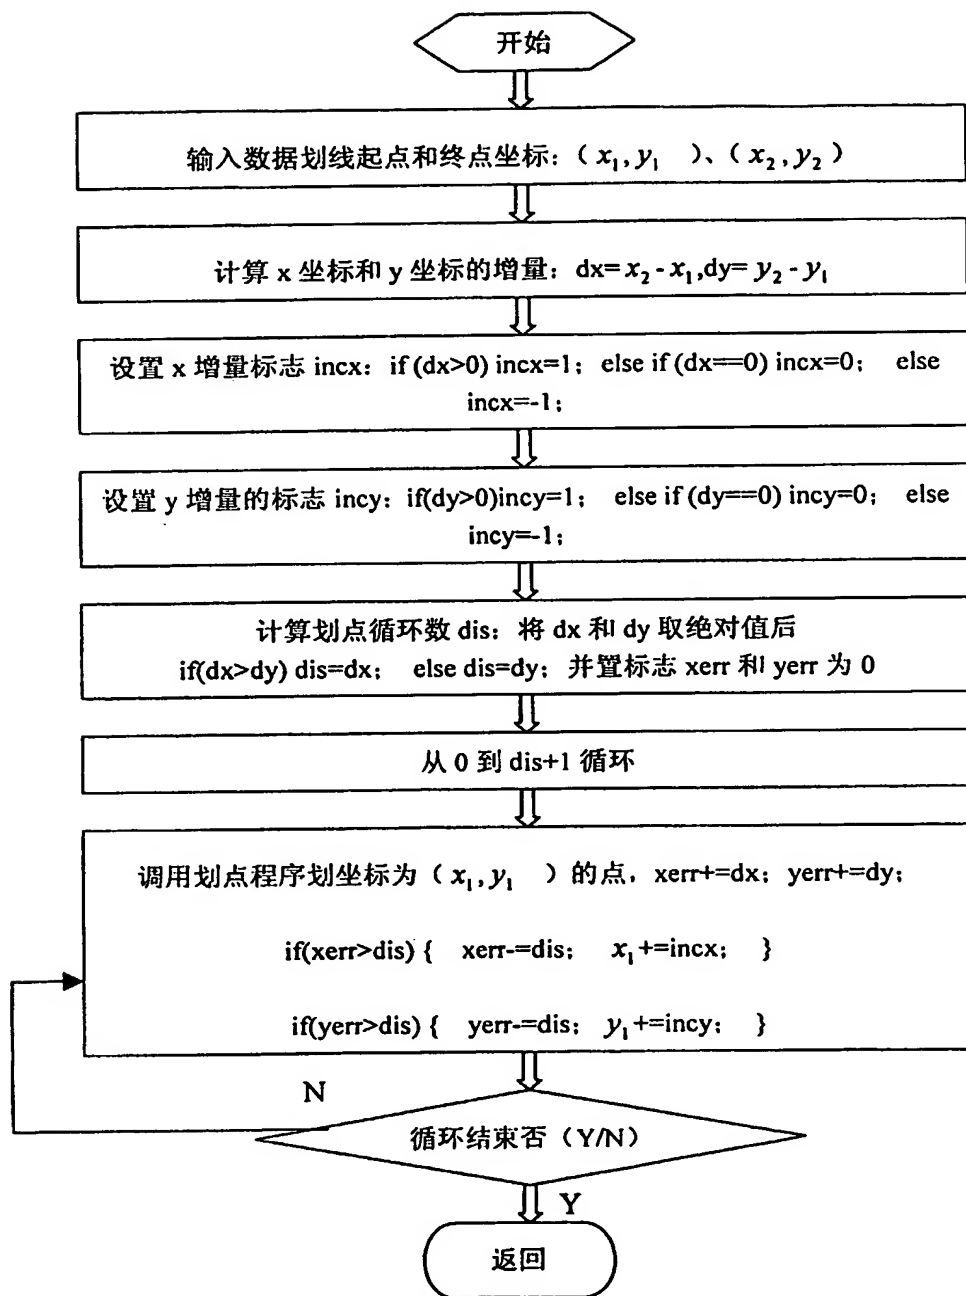 开始
输入数据划线起点和终点坐标:(x₁,y₁ )、(x₂,y₂)
计算 x 坐标和 y 坐标的增量:dx=x₂-x₁,dy=y₂-y₁
设置 x 增量标志 incx:if (dx>0) incx=1; else if (dx==0) incx=0; else
incx=-1;
设置 y 增量的标志 incy:if(dy>0)incy=1; else if (dy==0) incy=0; else
incy=-1;
计算划点循环数 dis:将 dx 和 dy 取绝对值后
if(dx>dy) dis=dx; else dis=dy;并置标志 xerr 和 yerr 为 0
从 0 到 dis+1 循环
调用划点程序划坐标为(x₁,y₁ )的点,xerr+=dx;yerr+=dy;
if(xerr>dis) { xerr-=dis; x₁+=incx; }
if(yerr>dis) { yerr-=dis; y₁+=incy; }
N
循环结束否(Y/N)
Y
返回